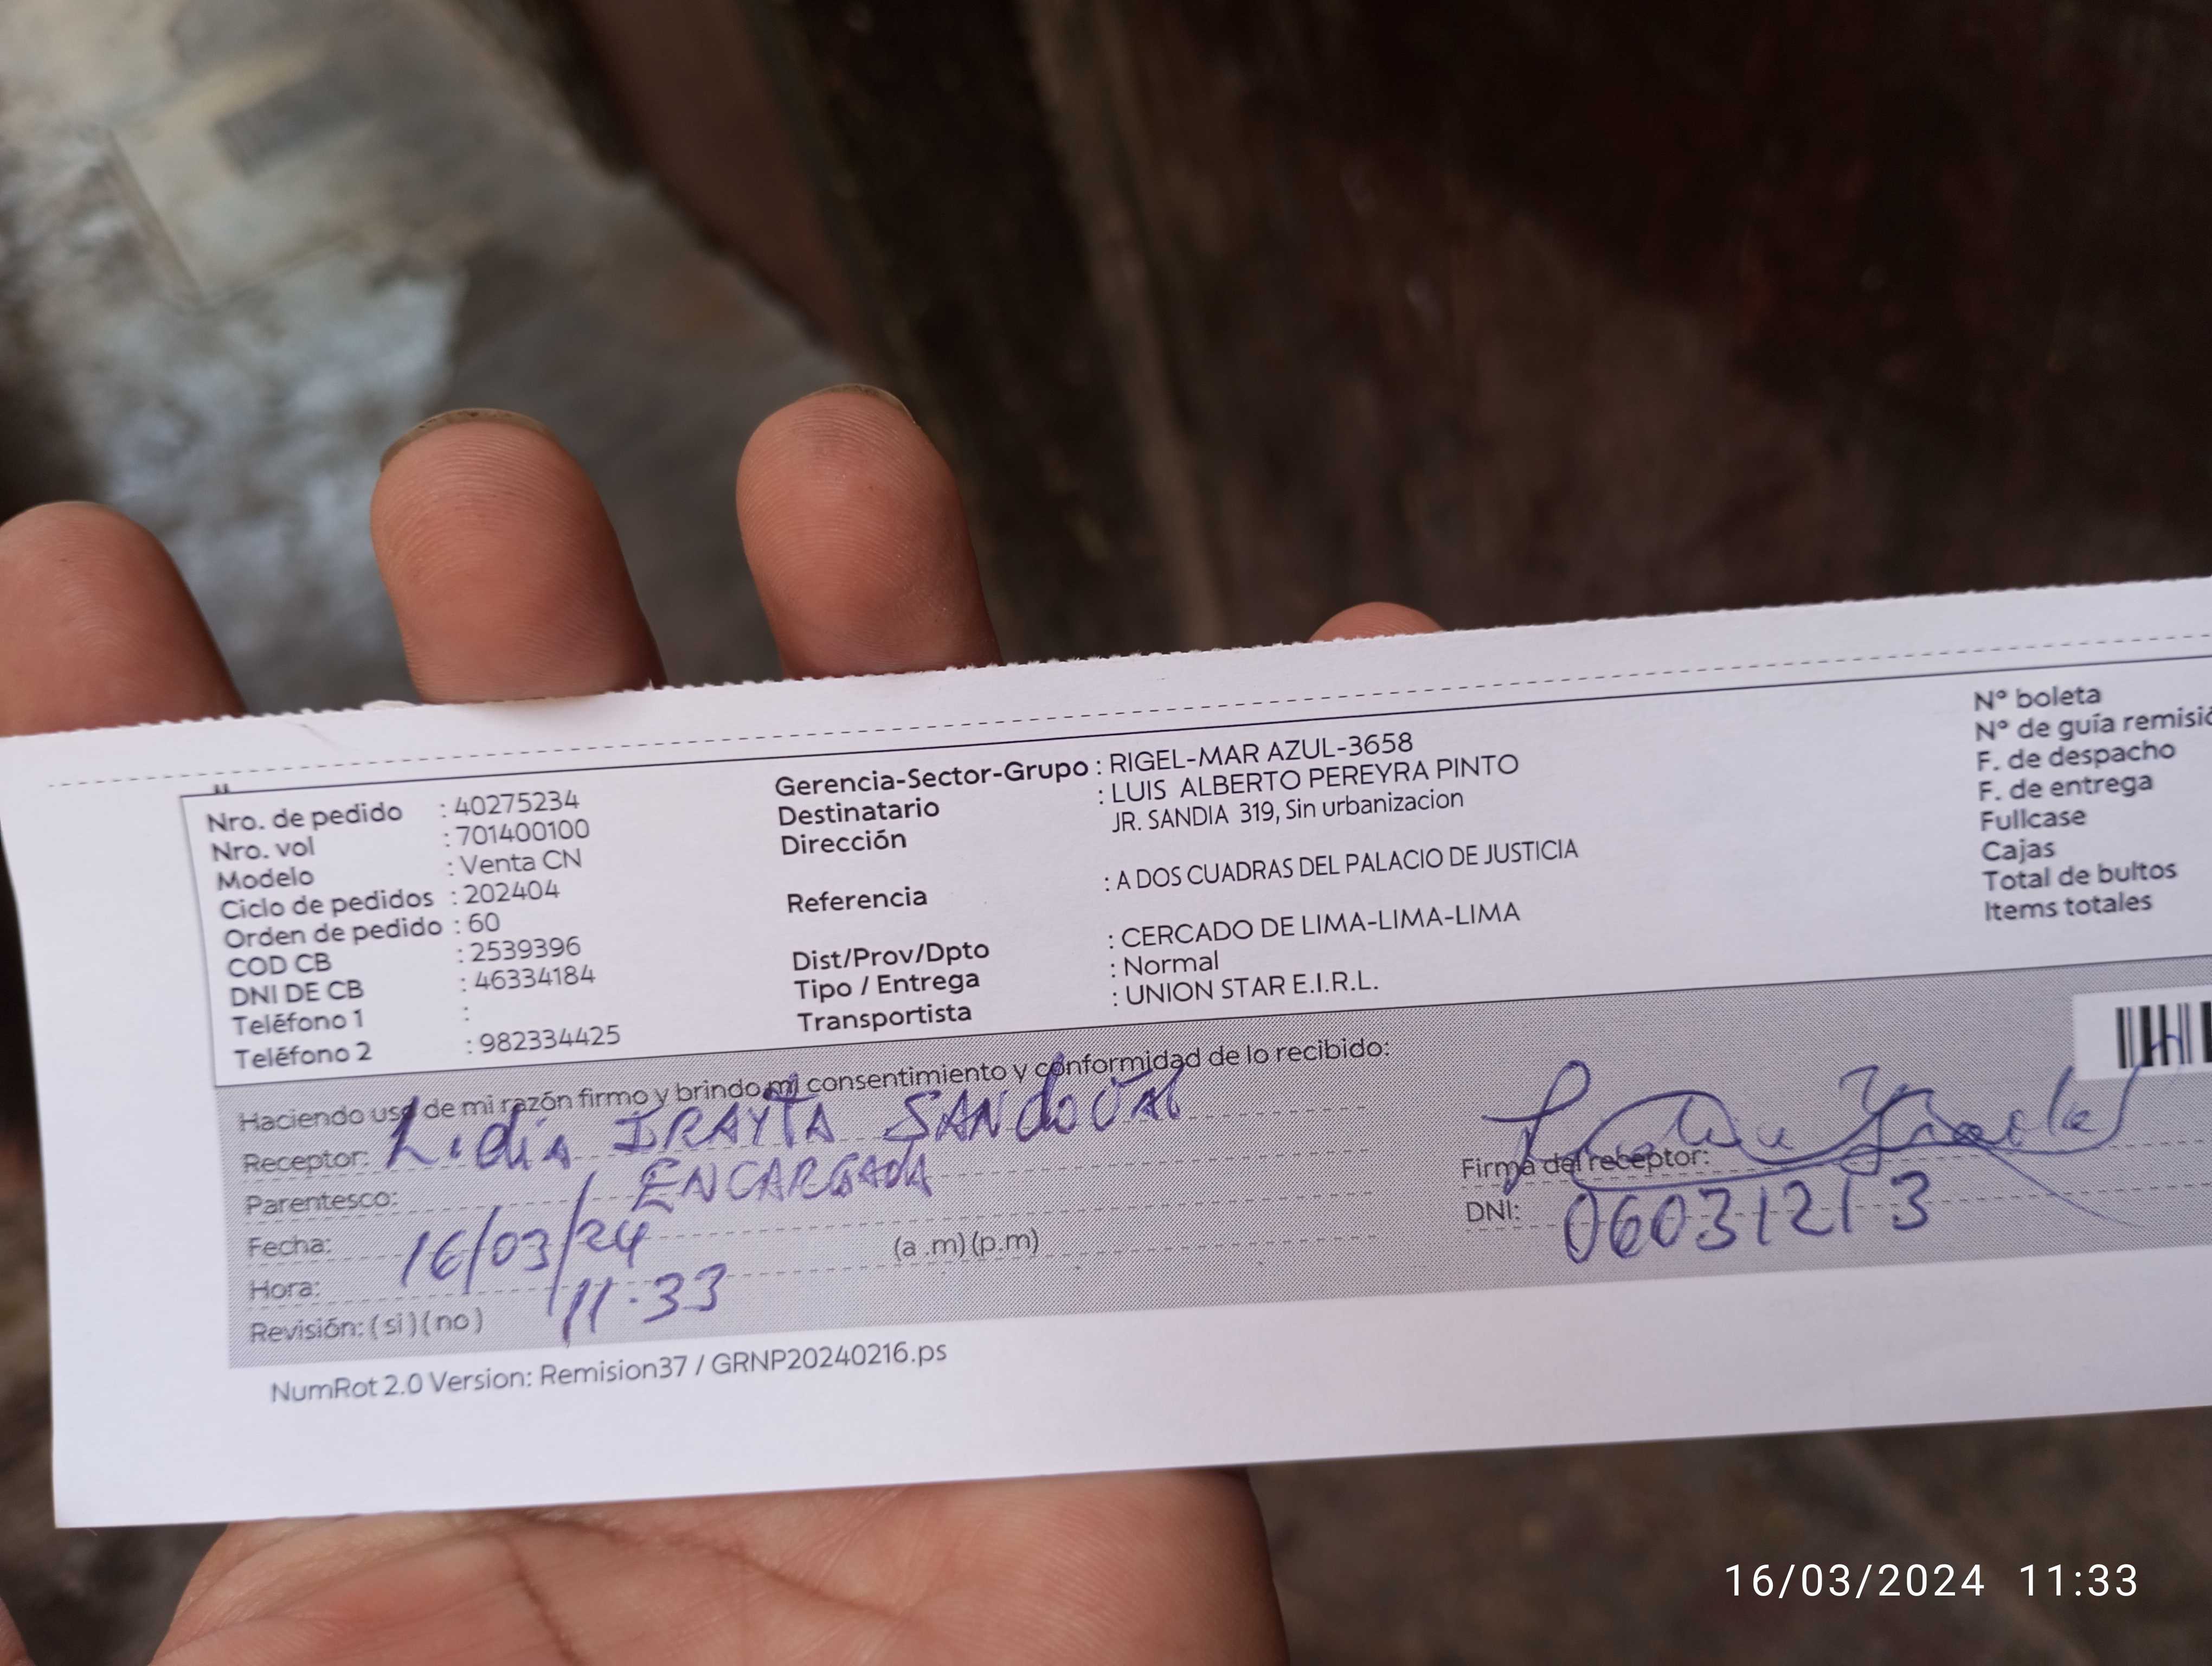 Nro. de pedido : 40275234
Nro. vol : 701400100
Modelo : Venta CN
Ciclo de pedidos : 202404
Orden de pedido : 60
COD CB : 2539396
DNI DE CB : 46334184
Teléfono 1 :
Teléfono 2 : 982334425
Gerencia-Sector-Grupo : RIGEL-MAR AZUL-3658
Destinatario : LUIS ALBERTO PEREYRA PINTO
Dirección JR. SANDIA 319, Sin urbanizacion
Referencia : A DOS CUADRAS DEL PALACIO DE JUSTICIA
Dist/Prov/Dpto : CERCADO DE LIMA-LIMA-LIMA
Tipo / Entrega : Normal
Transportista : UNION STAR E.I.R.L.
N° boleta
N° de guía remisió
F. de despacho
F. de entrega
Fullcase
Cajas
Total de bultos
Items totales
Haciendo uso de mi razón firmo y brindo mi consentimiento y conformidad de lo recibido:
Receptor: Lidia IRAYTA SANdoVAl
Parentesco: ENCARGADA
Fecha: 16/03/24
Hora: 11:33 (a .m) (p.m)
Revisión: ( si ) ( no )
Firma del receptor:
DNI: 06031213
NumRot 2.0 Version: Remision37 / GRNP20240216.ps
16/03/2024 11:33